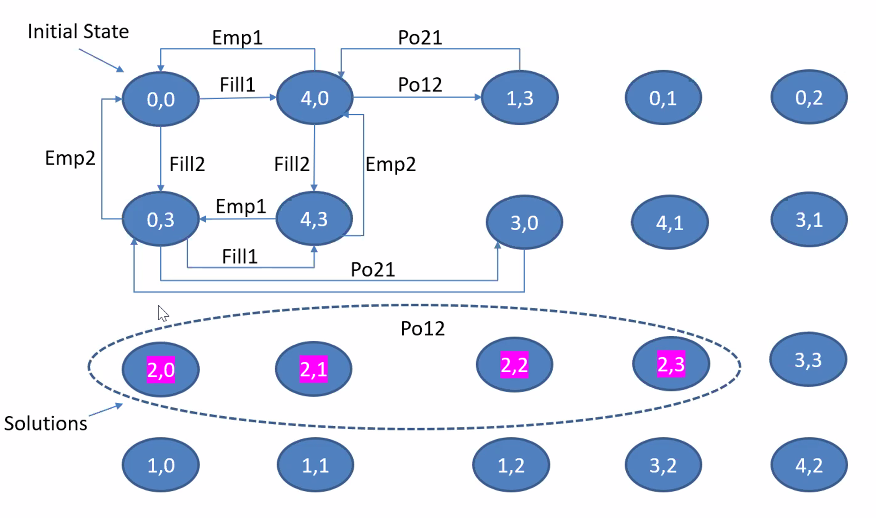 Initial State
Emp1
Po21
Fill1
Po12
0,0
4,0
1,3
0,1
0,2
Emp2
Fill2
Fill2
Emp2
0,3
Emp1
4,3
3,0
4,1
3,1
Fill1
Po21
Po12
2,0
2,1
2,2
2,3
3,3
Solutions
1,0
1,1
1,2
3,2
4,2